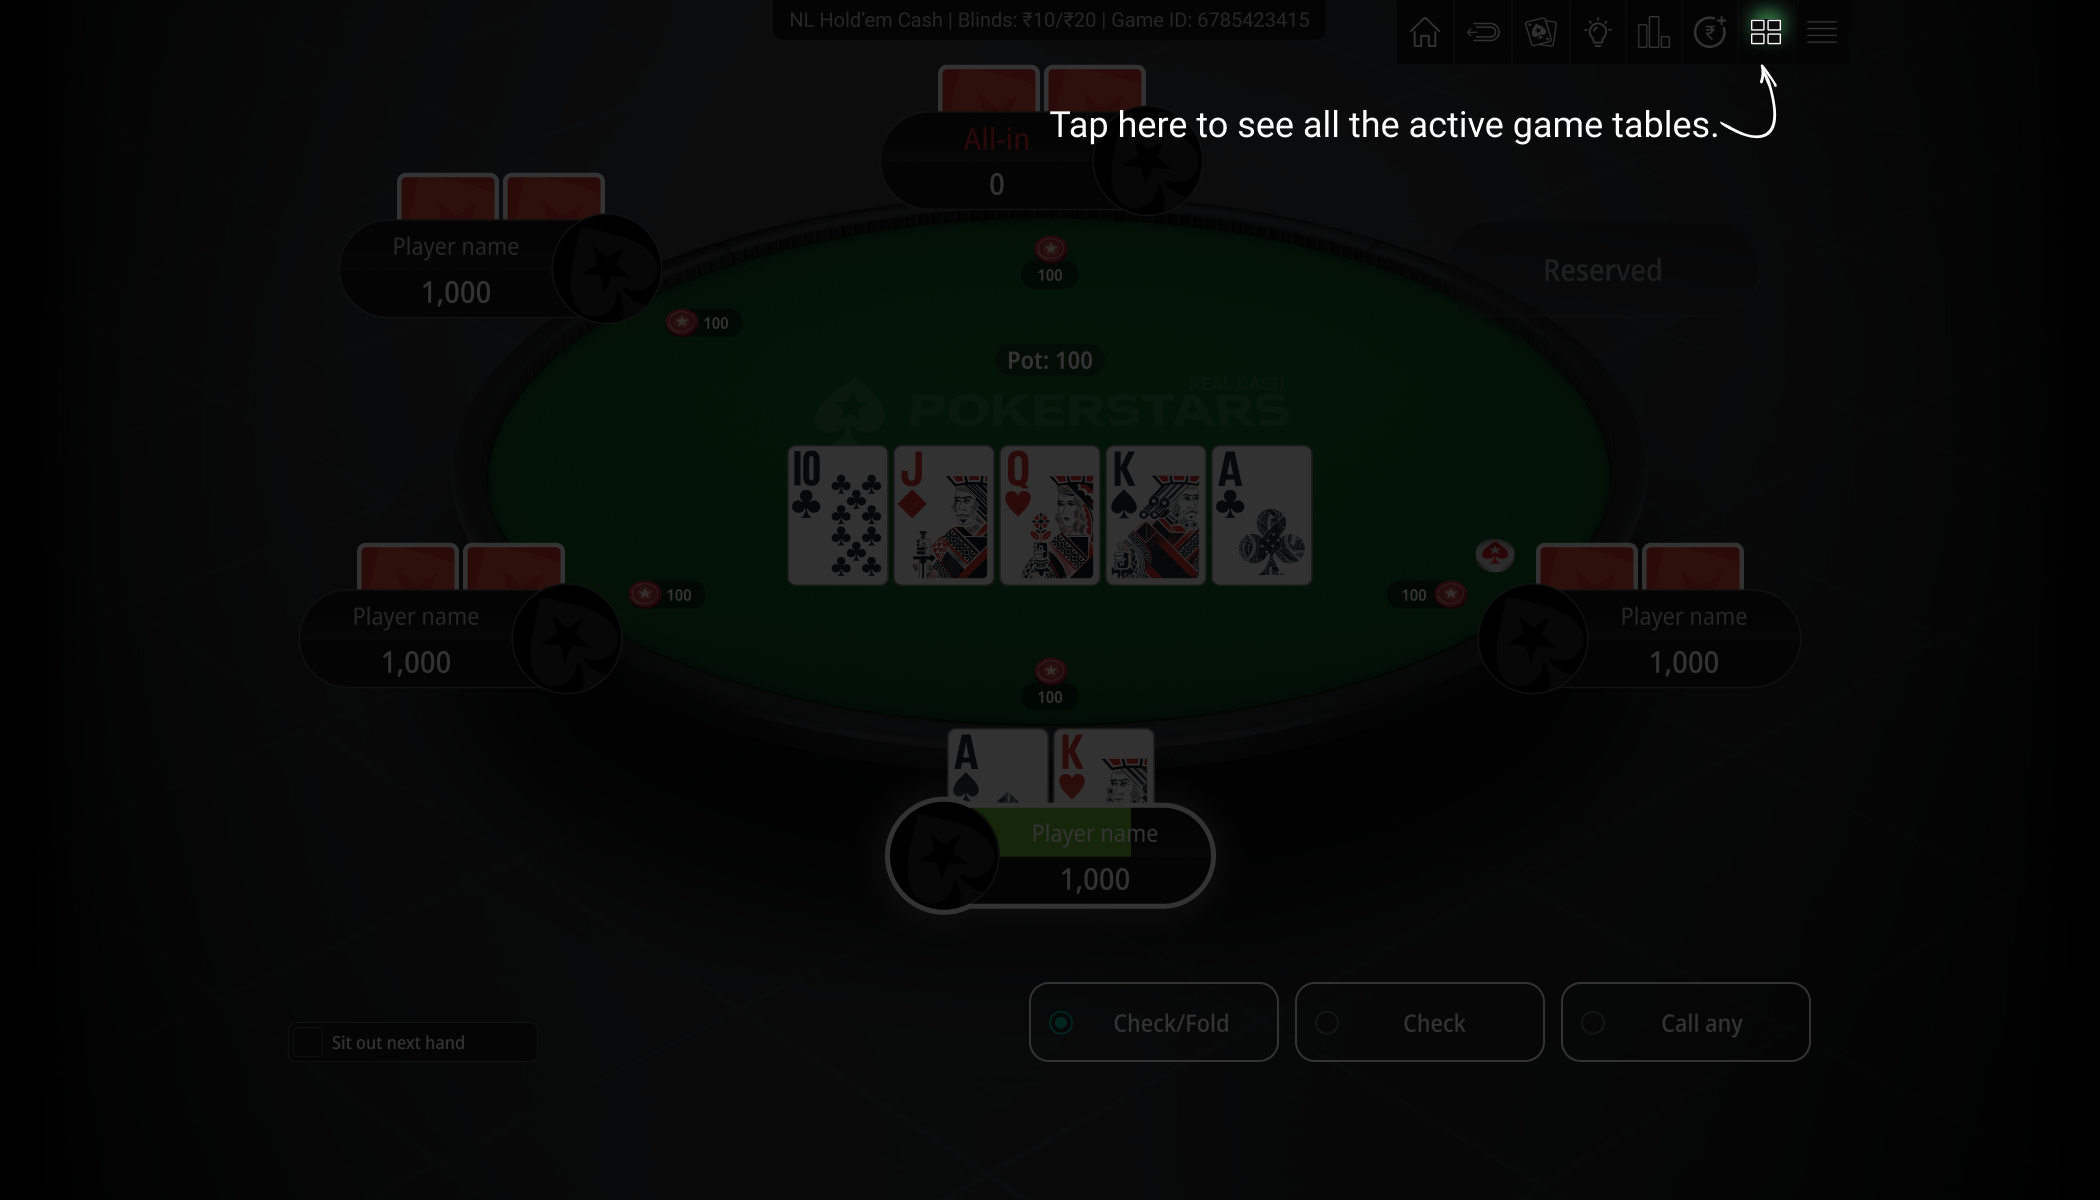 NL Hold'em Cash | Blinds: ₹10/₹20 | Game ID: 6785423415
Tap here to see all the active game tables.
All-in
0
Player name
1,000
Reserved
100
100
Pot: 100
REAL CASH
POKERSTARS
10
J
Q
K
A
Player name
1,000
100
100
Player name
1,000
100
A
K
Player name
1,000
Check/Fold
Check
Call any
Sit out next hand